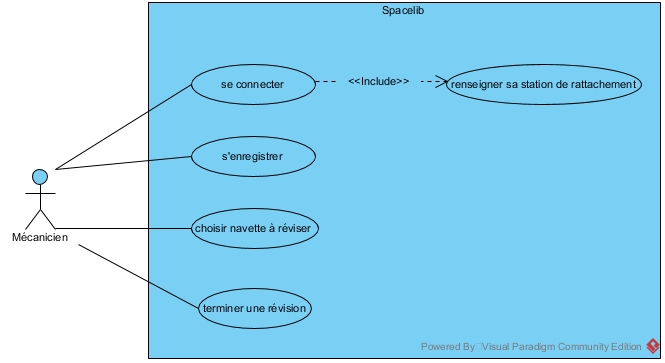 Spacelib
se connecter
<<Include>>
renseigner sa station de rattachement
s'enregistrer
Mécanicien
choisir navette à réviser
terminer une révision
Powered By Visual Paradigm Community Edition